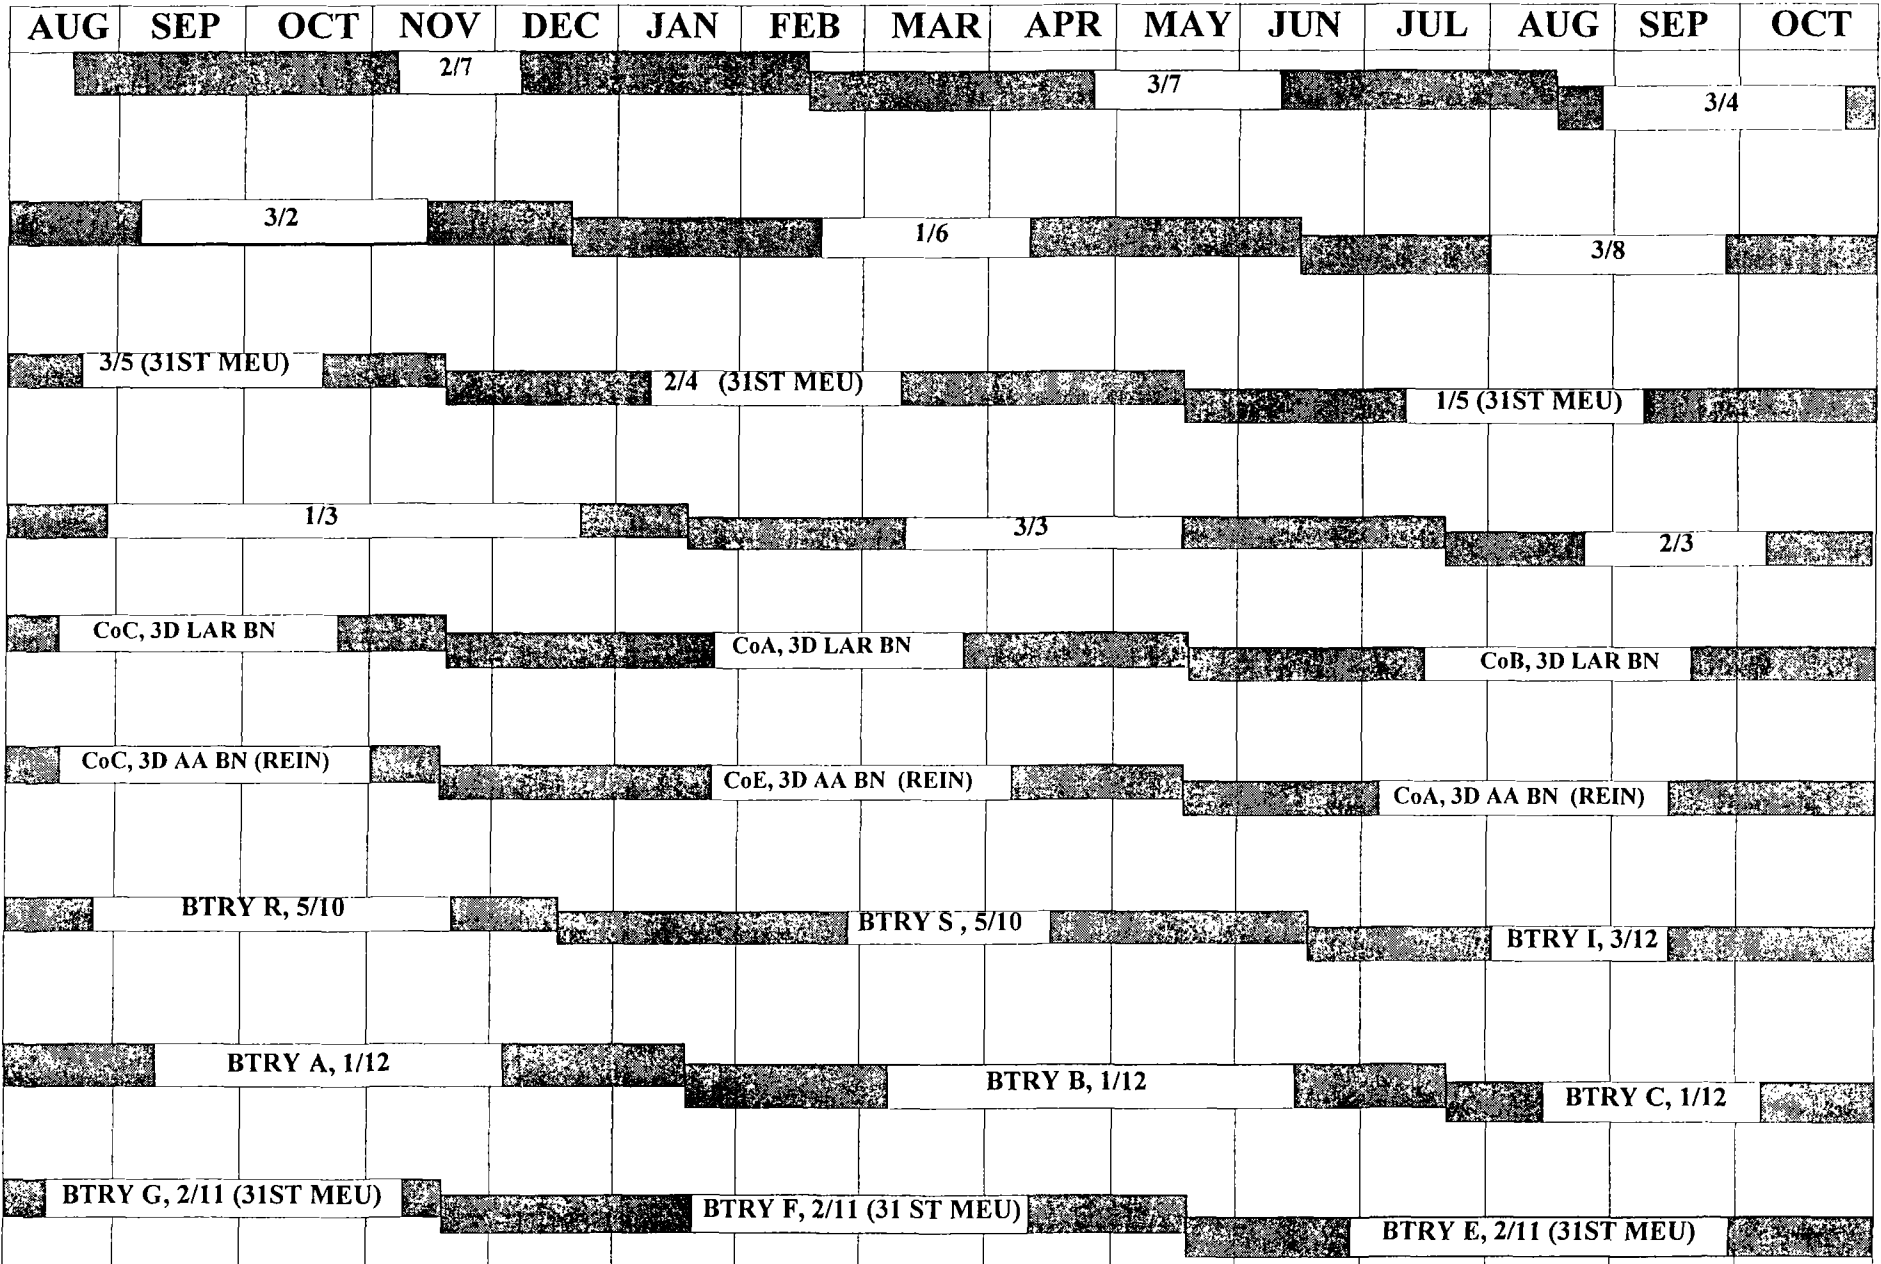 AUG SEP OCT NOV DEC JAN FEB MAR APR MAY JUN JUL AUG SEP OCT
2/7
3/7
3/4
3/2
1/6
3/8
3/5 (31ST MEU)
2/4 (31ST MEU)
1/5 (31ST MEU)
1/3
3/3
2/3
CoC, 3D LAR BN
CoA, 3D LAR BN
CoB, 3D LAR BN
CoC, 3D AA BN (REIN)
CoE, 3D AA BN (REIN)
CoA, 3D AA BN (REIN)
BTRY R, 5/10
BTRY S , 5/10
BTRY I, 3/12
BTRY A, 1/12
BTRY B, 1/12
BTRY C, 1/12
BTRY G, 2/11 (31ST MEU)
BTRY F, 2/11 (31 ST MEU)
BTRY E, 2/11 (31ST MEU)